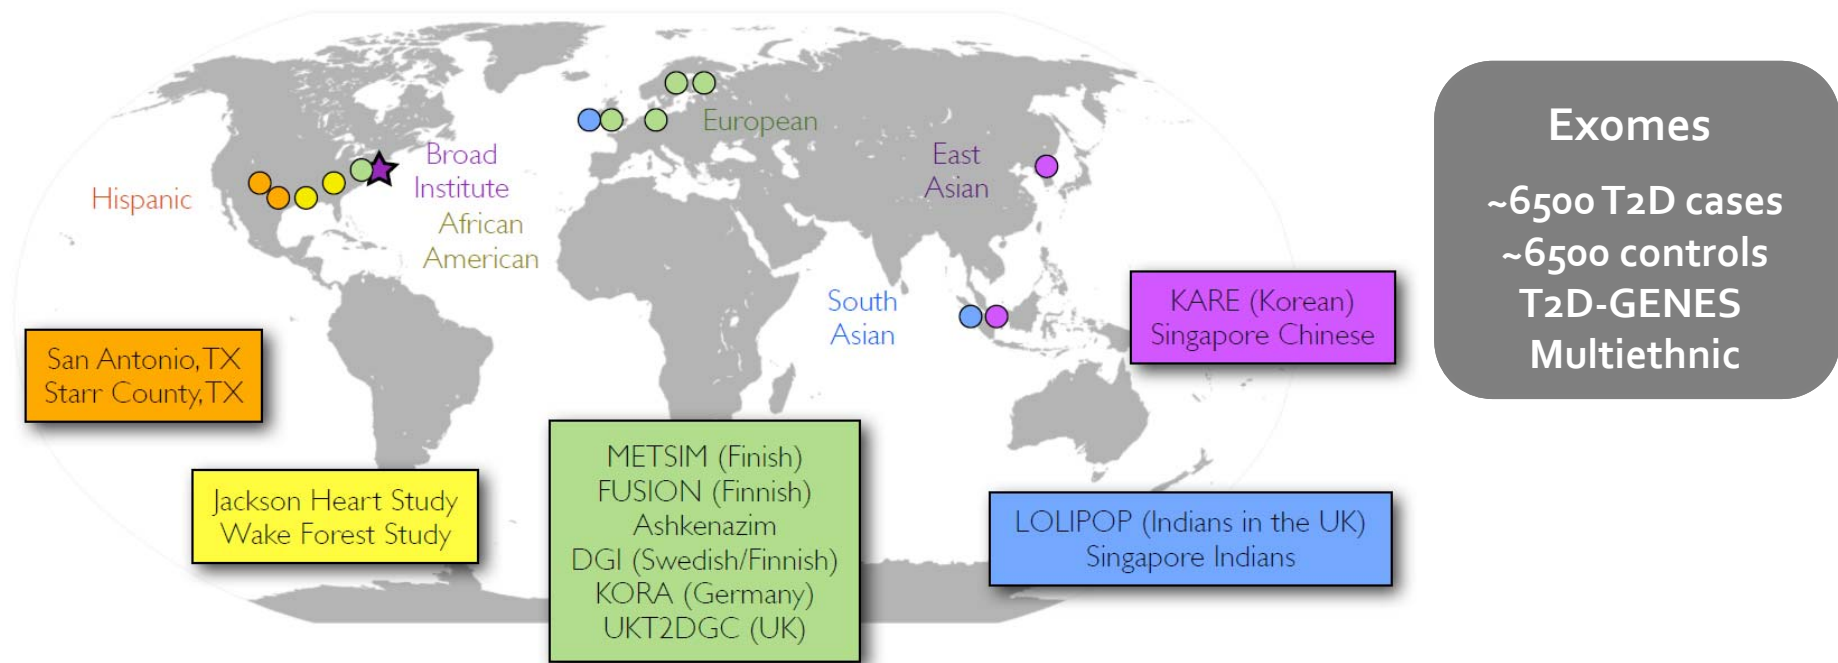 Hispanic
Broad
Institute
African
American
European
East
Asian
South
Asian
San Antonio, TX
Starr County, TX
Jackson Heart Study
Wake Forest Study
METSIM (Finish)
FUSION (Finnish)
Ashkenazim
DGI (Swedish/Finnish)
KORA (Germany)
UKT2DGC (UK)
KARE (Korean)
Singapore Chinese
LOLIPOP (Indians in the UK)
Singapore Indians
Exomes
~6500 T2D cases
~6500 controls
T2D-GENES
Multiethnic